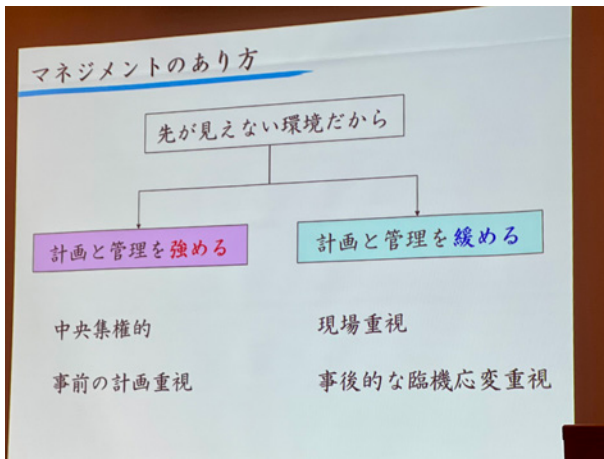 マネジメントのあり方
先が見えない環境だから
計画と管理を強める
計画と管理を緩める
中央集権的
現場重視
事前の計画重視
事後的な臨機応変重視